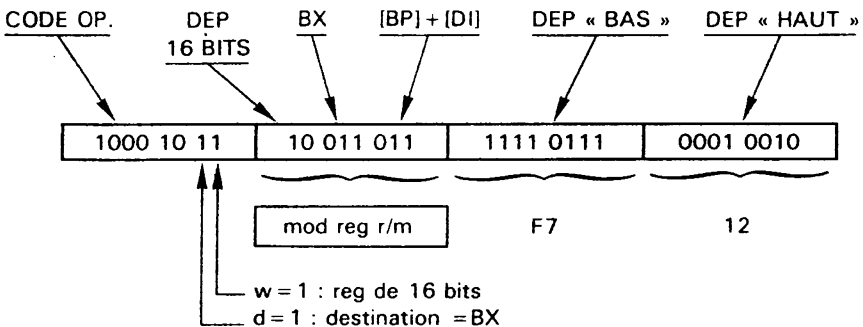 CODE OP. DEP BX [BP] + [DI] DEP « BAS » DEP « HAUT »
16 BITS
1000 10 11 10 011 011 1111 0111 0001 0010
mod reg r/m F7 12
w = 1 : reg de 16 bits
d = 1 : destination = BX